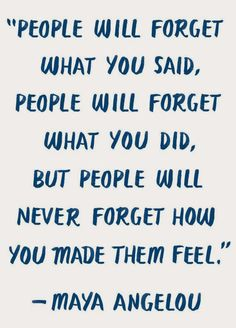 "PEOPLE WILL FORGET
WHAT YOU SAID,
PEOPLE WILL FORGET
WHAT YOU DID,
BUT PEOPLE WILL
NEVER FORGET HOW
YOU MADE THEM FEEL."
– MAYA ANGELOU